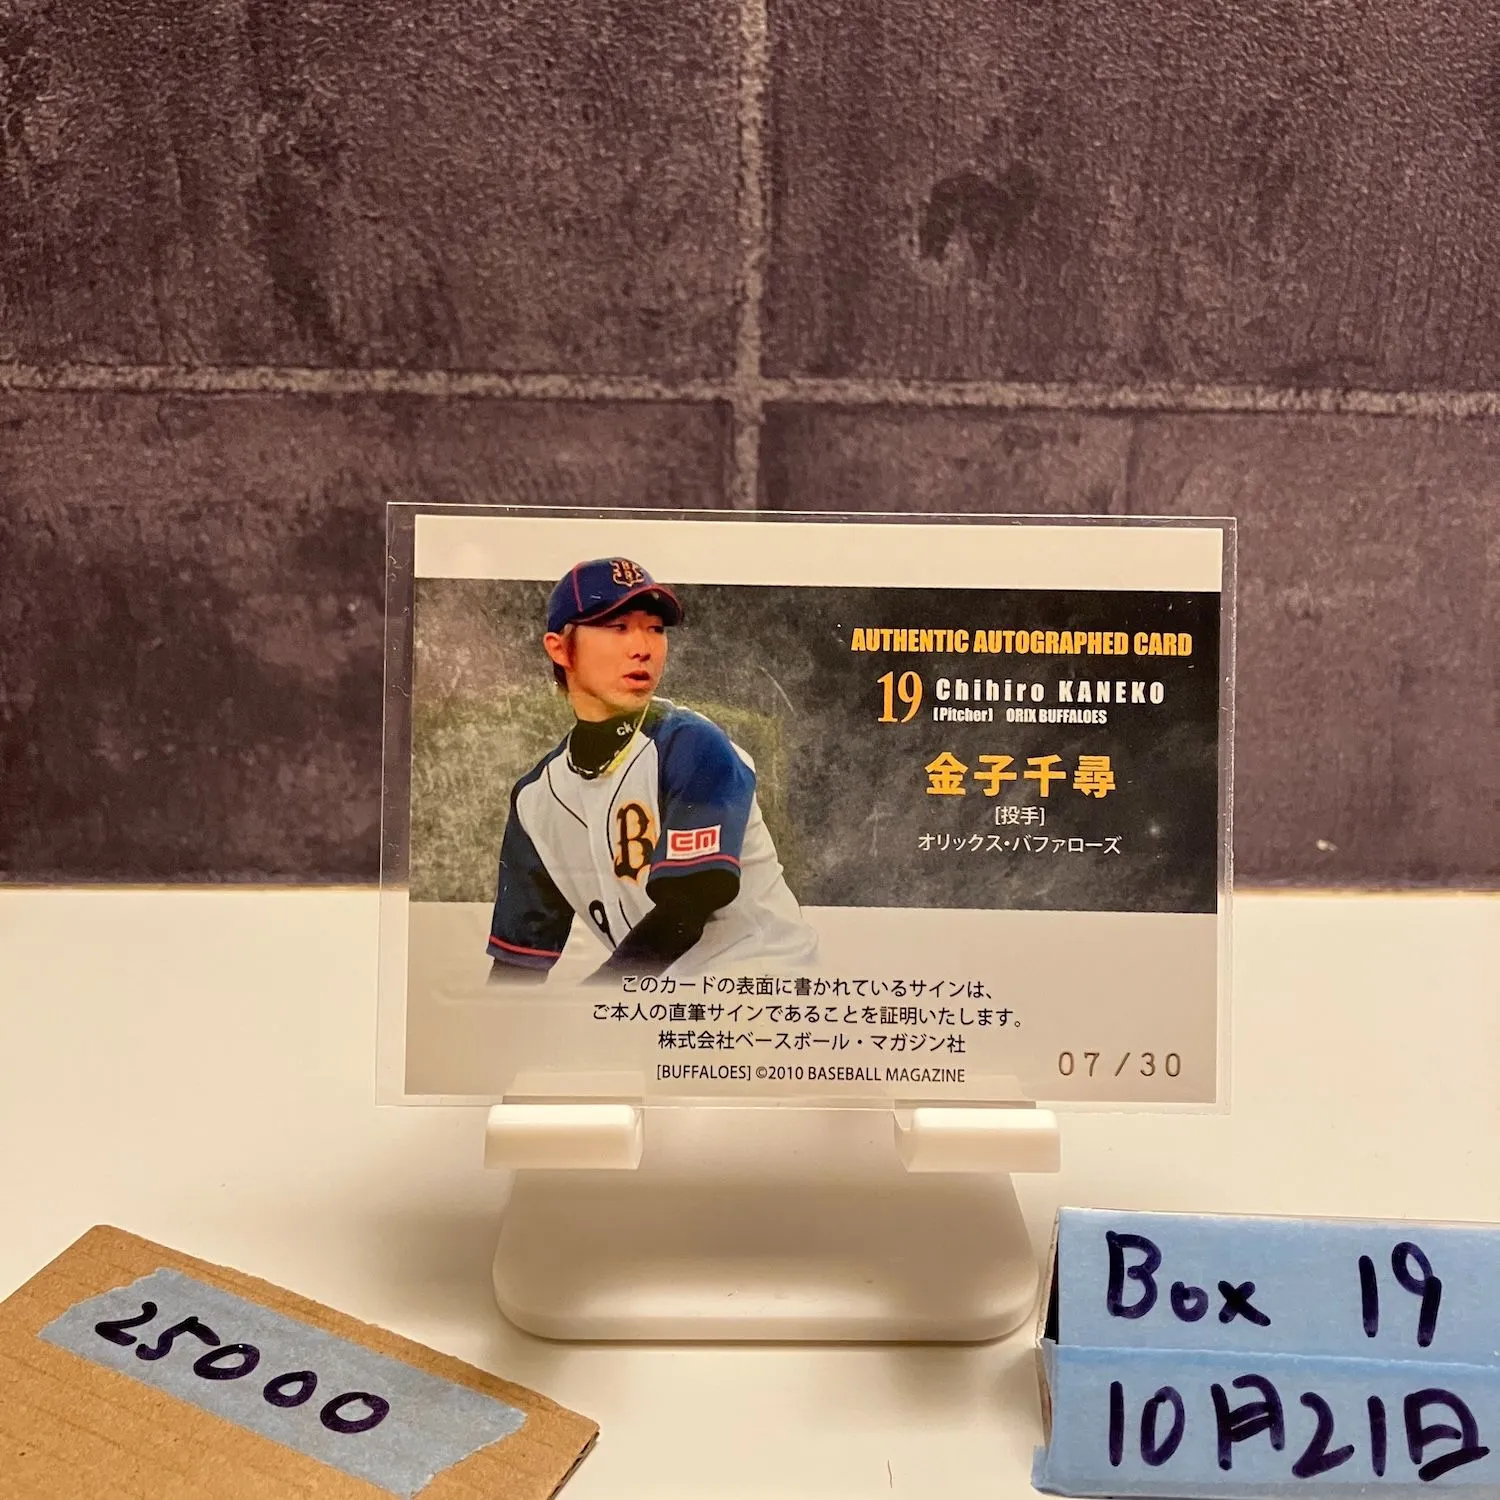 AUTHENTIC AUTOGRAPHED CARD
19 Chihiro KANEKO
[Pitcher] ORIX BUFFALOES
金子千尋
[投手]
オリックス・バファローズ
CK
B
EM
9
このカードの表面に書かれているサインは、
ご本人の直筆サインであることを証明いたします。
株式会社ベースボール・マガジン社
[BUFFALOES] ©2010 BASEBALL MAGAZINE
07/30
25000
Box 19
10月21日